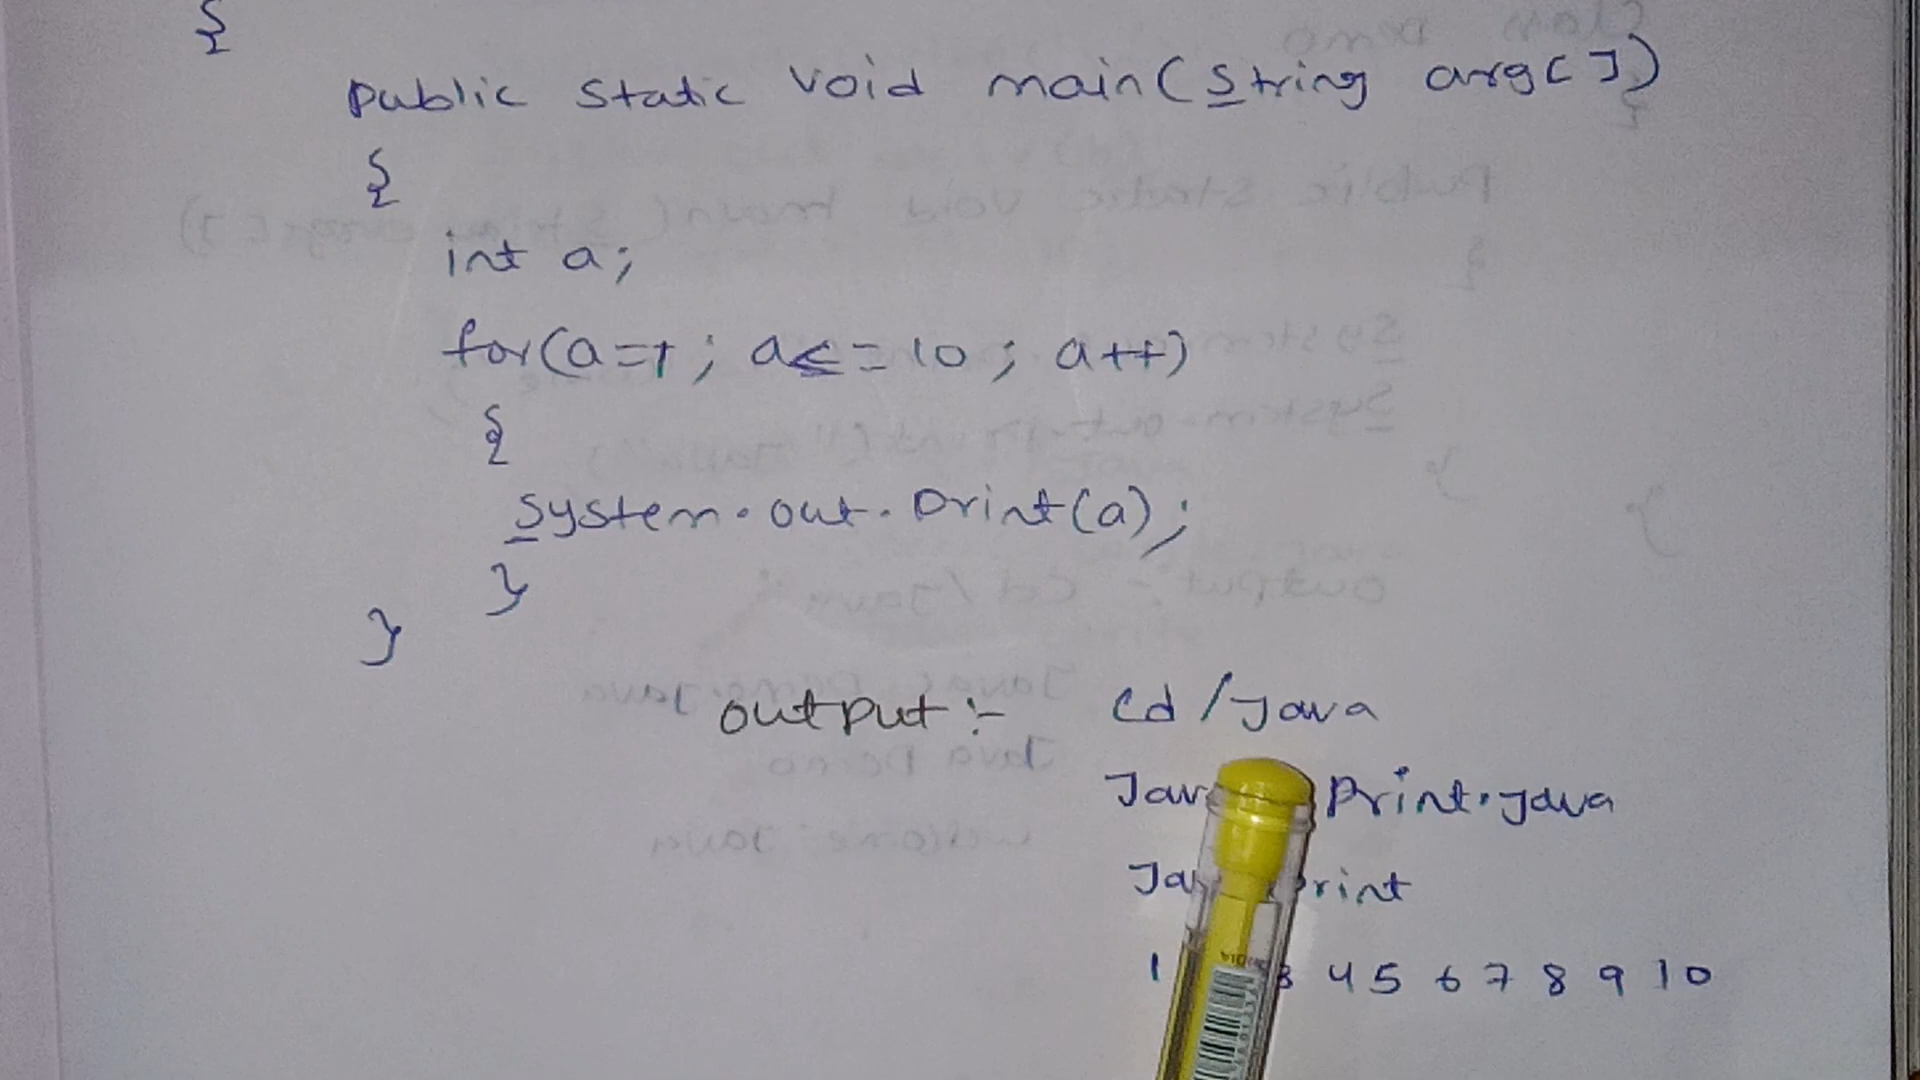 {
public static void main(String arg[])
{
int a;
for(a=1; a<=10; a++)
{
System.out.print(a);
}
}
output:- cd /java
Print.java
1 4 5 6 7 8 9 10